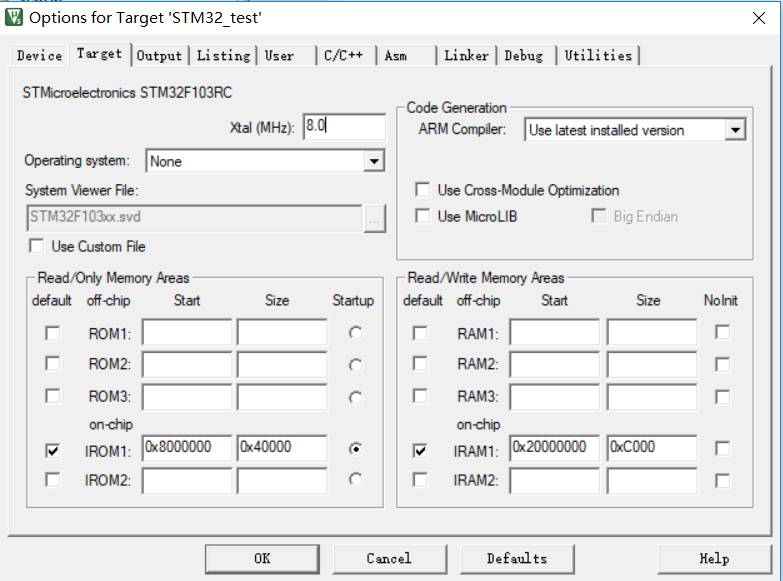 Options for Target 'STM32_test'
Device Target Output Listing User C/C++ Asm Linker Debug Utilities
STMicroelectronics STM32F103RC
Xtal (MHz): 8.0
Operating system: None
System Viewer File:
STM32F103xx.svd ...
Use Custom File
Code Generation
ARM Compiler: Use latest installed version
Use Cross-Module Optimization
Use MicroLIB Big Endian
Read/Only Memory Areas
default off-chip Start Size Startup
ROM1:
ROM2:
ROM3:
on-chip
IROM1: 0x8000000 0x40000
IROM2:
Read/Write Memory Areas
default off-chip Start Size NoInit
RAM1:
RAM2:
RAM3:
on-chip
IRAM1: 0x20000000 0xC000
IRAM2:
OK Cancel Defaults Help